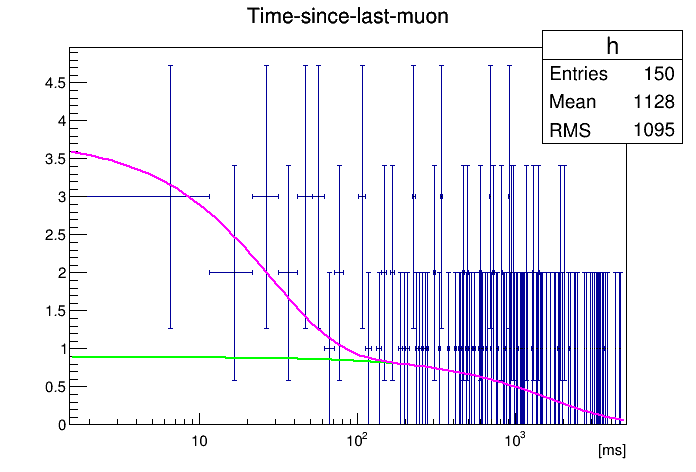 Time-since-last-muon
h
Entries 150
Mean 1128
RMS 1095
4.5
4
3.5
3
2.5
2
1.5
1
0.5
0
10 10² 10³
[ms]